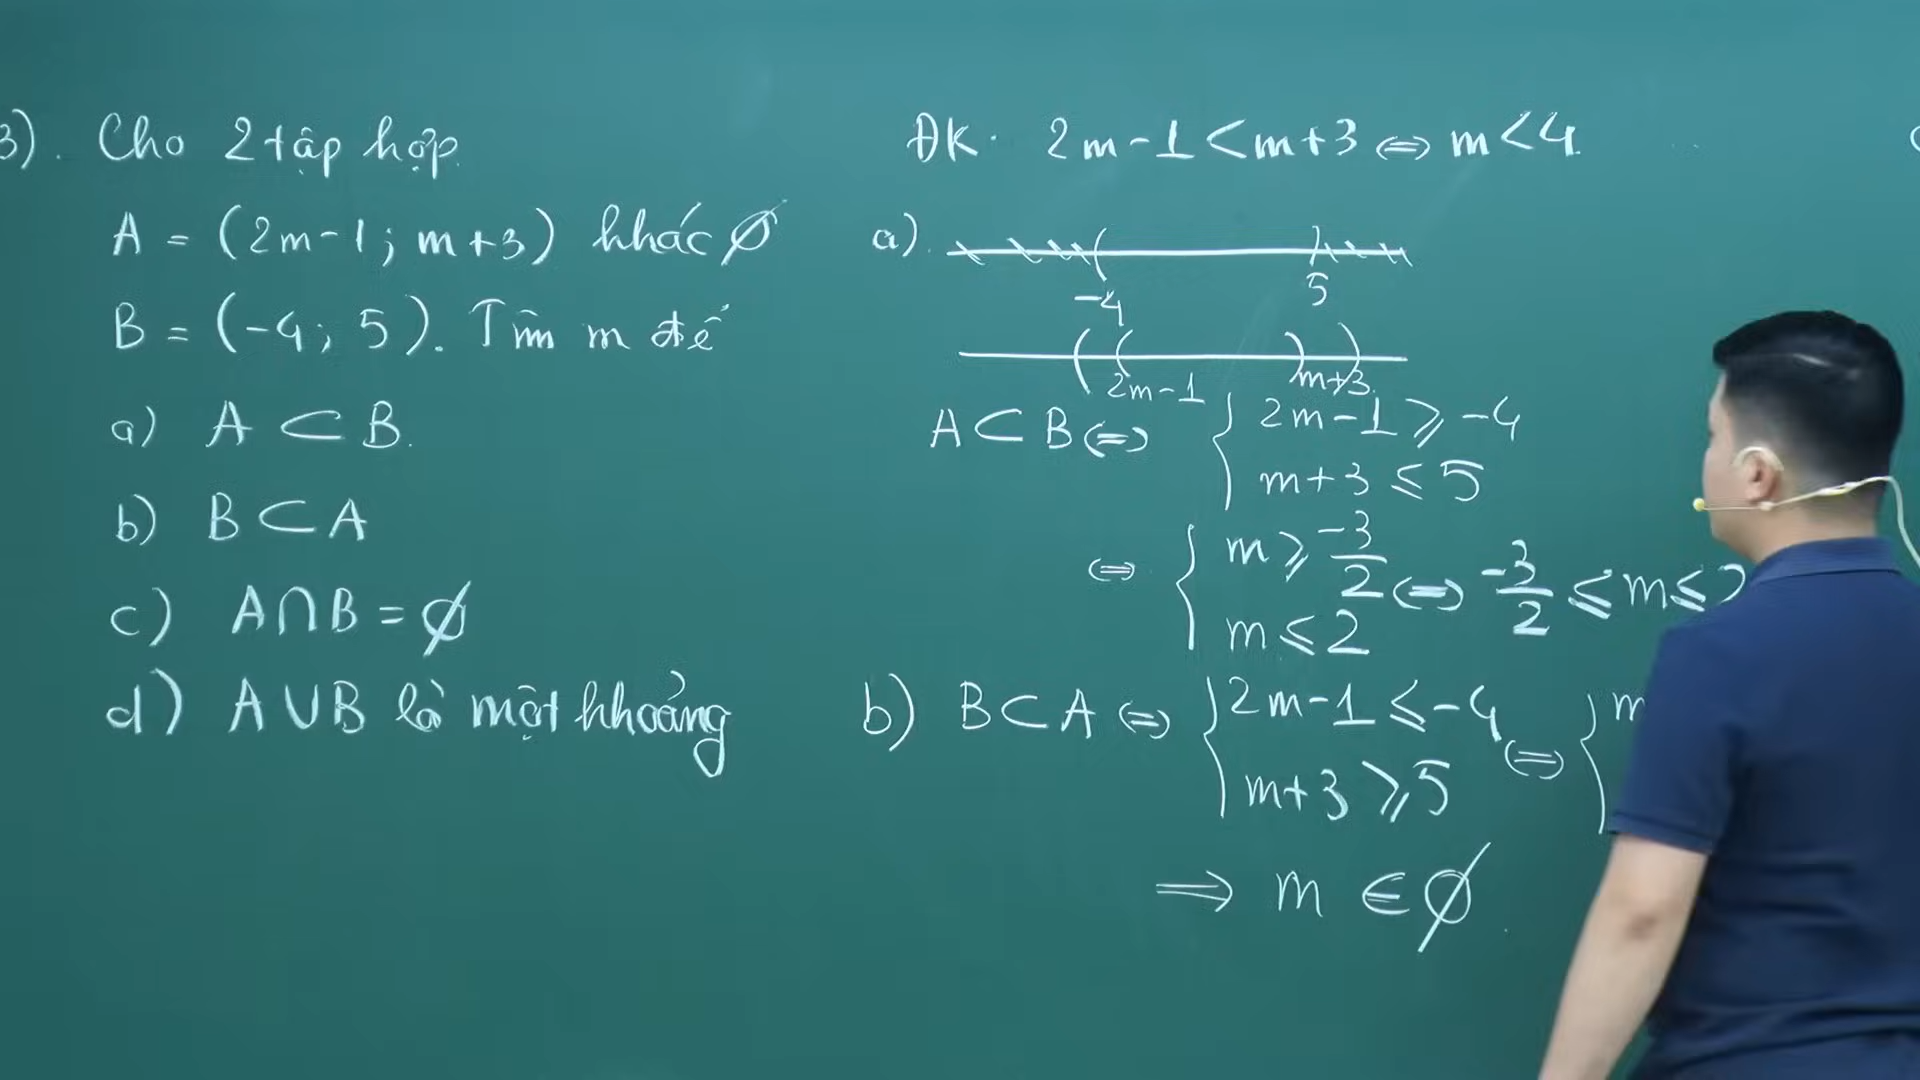 3). Cho 2 tập hợp.
A = (2m-1; m+3) khác ∅
B = (-4; 5). Tìm m để
a) A ⊂ B.
b) B ⊂ A
c) A ∩ B = ∅
d) A ∪ B là một khoảng
ĐK. 2m-1 < m+3 ⇔ m < 4.
a).
-4 5
2m-1 m+3.
A ⊂ B ⇔ { 2m-1 ⩾ -4
m+3 ⩽ 5
⇔ { m ⩾ -3/2
m ⩽ 2
⇔ -3/2 ⩽ m ⩽ 2
b) B ⊂ A ⇔ { 2m-1 ⩽ -4
m+3 ⩾ 5
⇔ { m
⟹ m ∈ ∅.